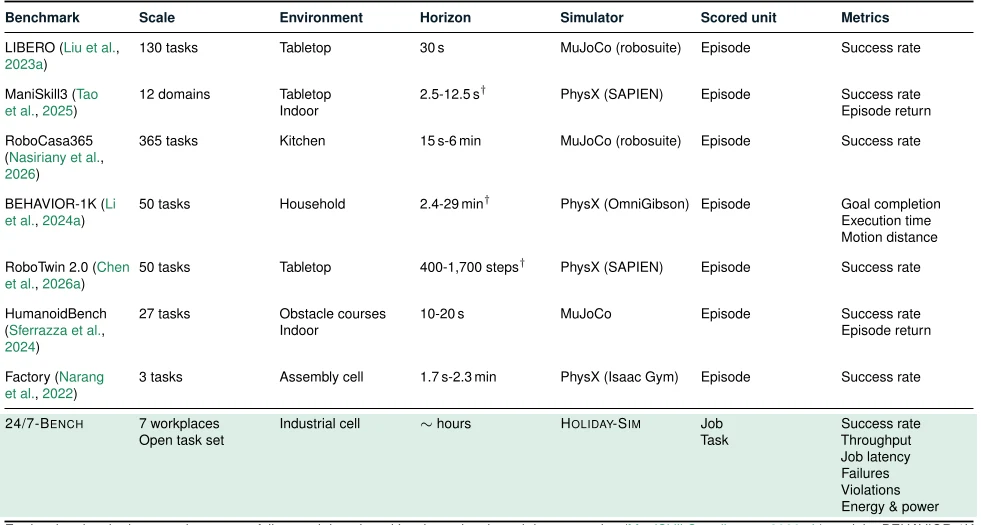 Benchmark Scale Environment Horizon Simulator Scored unit Metrics
LIBERO (Liu et al., 130 tasks Tabletop 30 s MuJoCo (robosuite) Episode Success rate
2023a)
ManiSkill3 (Tao 12 domains Tabletop 2.5-12.5 s† PhysX (SAPIEN) Episode Success rate
et al., 2025) Indoor Episode return
RoboCasa365 365 tasks Kitchen 15 s-6 min MuJoCo (robosuite) Episode Success rate
(Nasiriany et al.,
2026)
BEHAVIOR-1K (Li 50 tasks Household 2.4-29 min† PhysX (OmniGibson) Episode Goal completion
et al., 2024a) Execution time
Motion distance
RoboTwin 2.0 (Chen 50 tasks Tabletop 400-1,700 steps† PhysX (SAPIEN) Episode Success rate
et al., 2026a)
HumanoidBench 27 tasks Obstacle courses 10-20 s MuJoCo Episode Success rate
(Sferrazza et al., Indoor Episode return
2024)
Factory (Narang 3 tasks Assembly cell 1.7 s-2.3 min PhysX (Isaac Gym) Episode Success rate
et al., 2022)
24/7-BENCH 7 workplaces Industrial cell ∼ hours HOLIDAY-SIM Job Success rate
Open task set Task Throughput
Job latency
Failures
Violations
Energy & power